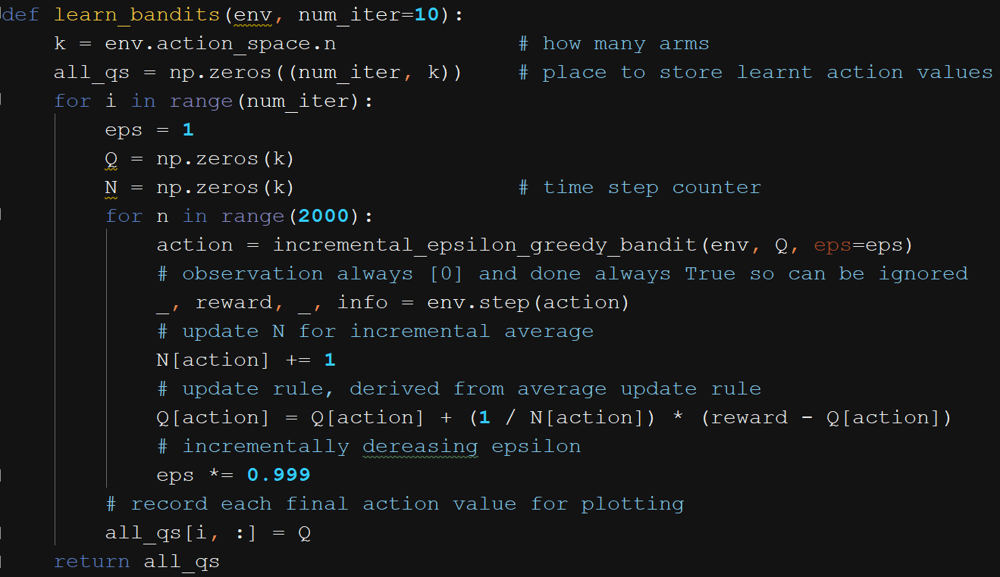 def learn_bandits(env, num_iter=10):
    k = env.action_space.n              # how many arms
    all_qs = np.zeros((num_iter, k))    # place to store learnt action values
    for i in range(num_iter):
        eps = 1
        Q = np.zeros(k)
        N = np.zeros(k)                 # time step counter
        for n in range(2000):
            action = incremental_epsilon_greedy_bandit(env, Q, eps=eps)
            # observation always [0] and done always True so can be ignored
            _, reward, _, info = env.step(action)
            # update N for incremental average
            N[action] += 1
            # update rule, derived from average update rule
            Q[action] = Q[action] + (1 / N[action]) * (reward - Q[action])
            # incrementally dereasing epsilon
            eps *= 0.999
        # record each final action value for plotting
        all_qs[i, :] = Q
    return all_qs